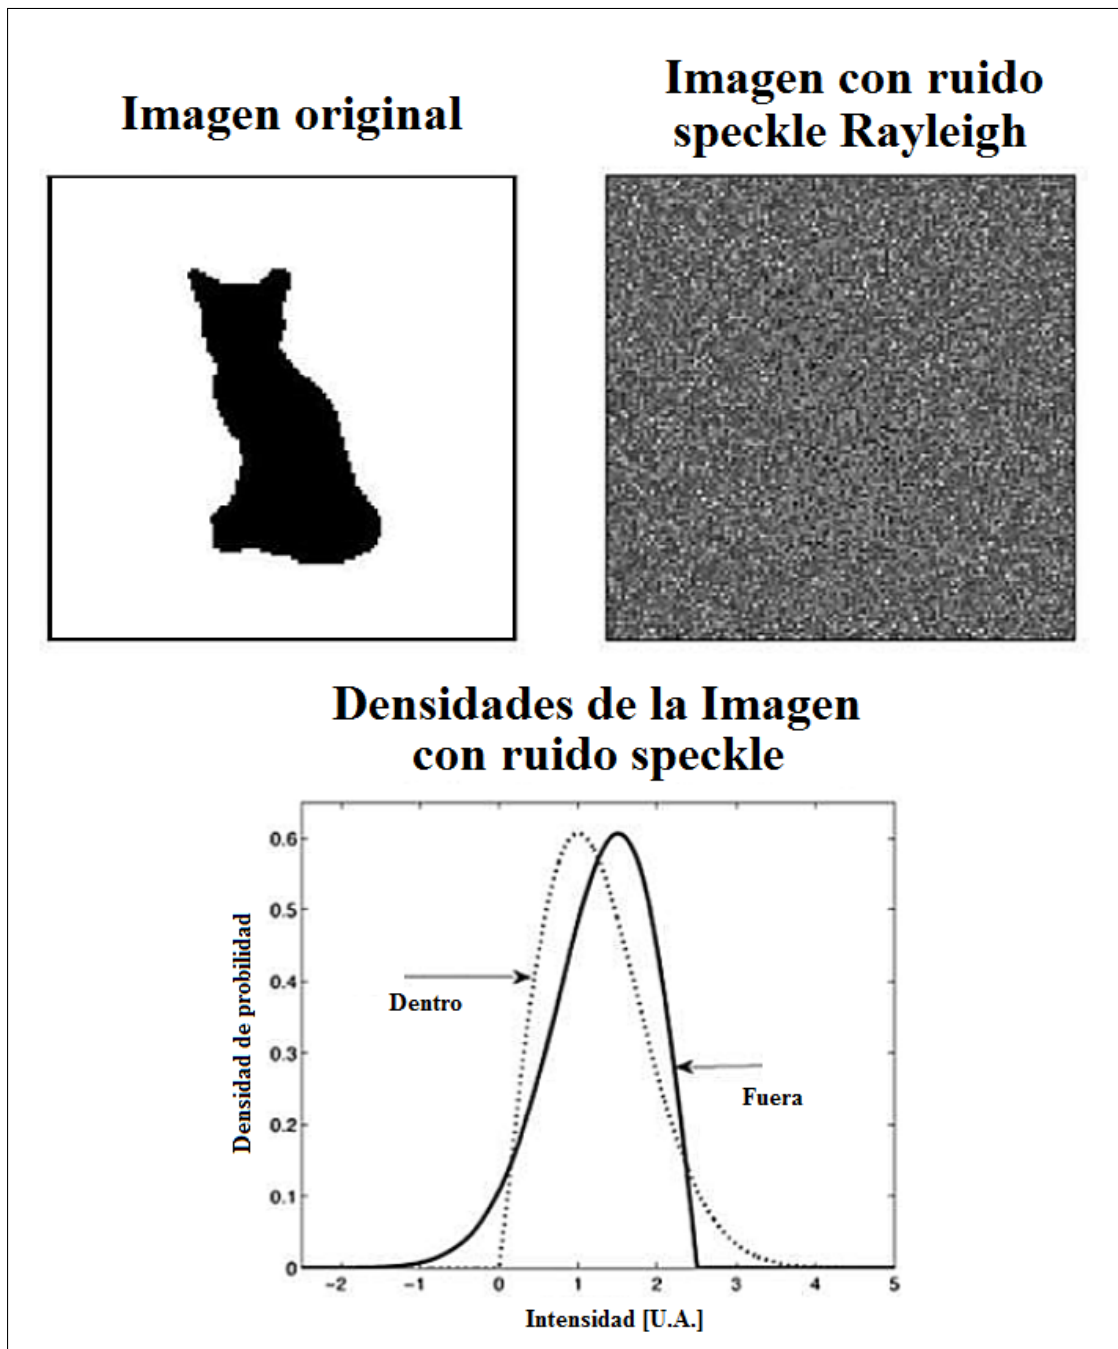 Imagen original
Imagen con ruido
speckle Rayleigh
Densidades de la Imagen
con ruido speckle
Densidad de probilidad
0.6
0.5
0.4
0.3
0.2
0.1
0
Dentro
Fuera
-2
-1
0
1
2
3
4
5
Intensidad [U.A.]